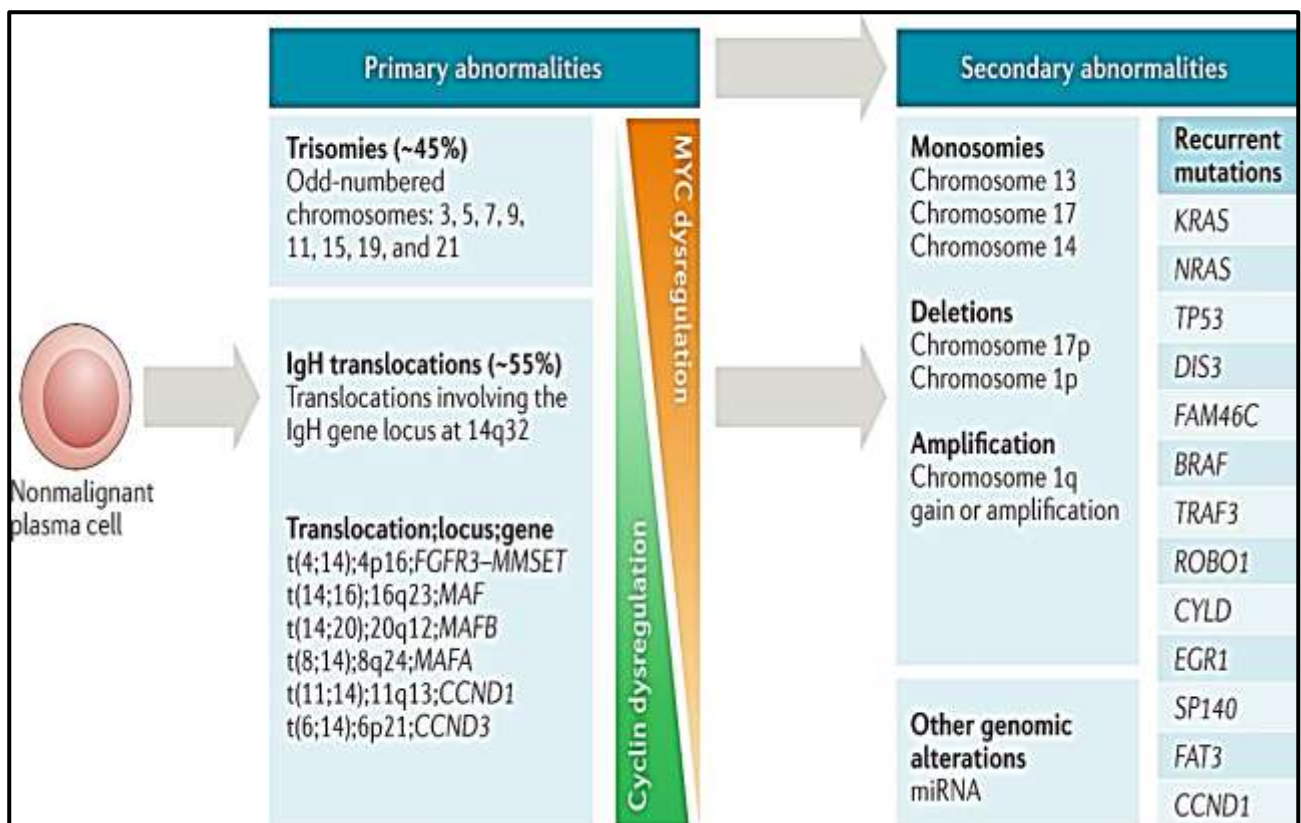 Primary abnormalities
Secondary abnormalities
Nonmalignant
plasma cell
Trisomies (~45%)
Odd-numbered
chromosomes: 3, 5, 7, 9,
11, 15, 19, and 21
IgH translocations (~55%)
Translocations involving the
IgH gene locus at 14q32
Translocation;locus;gene
t(4;14);4p16;FGFR3–MMSET
t(14;16);16q23;MAF
t(14;20);20q12;MAFB
t(8;14);8q24;MAFA
t(11;14);11q13;CCND1
t(6;14);6p21;CCND3
Cyclin dysregulation
MYC dysregulation
Monosomies
Chromosome 13
Chromosome 17
Chromosome 14
Deletions
Chromosome 17p
Chromosome 1p
Amplification
Chromosome 1q
gain or amplification
Other genomic
alterations
miRNA
Recurrent
mutations
KRAS
NRAS
TP53
DIS3
FAM46C
BRAF
TRAF3
ROBO1
CYLD
EGR1
SP140
FAT3
CCND1